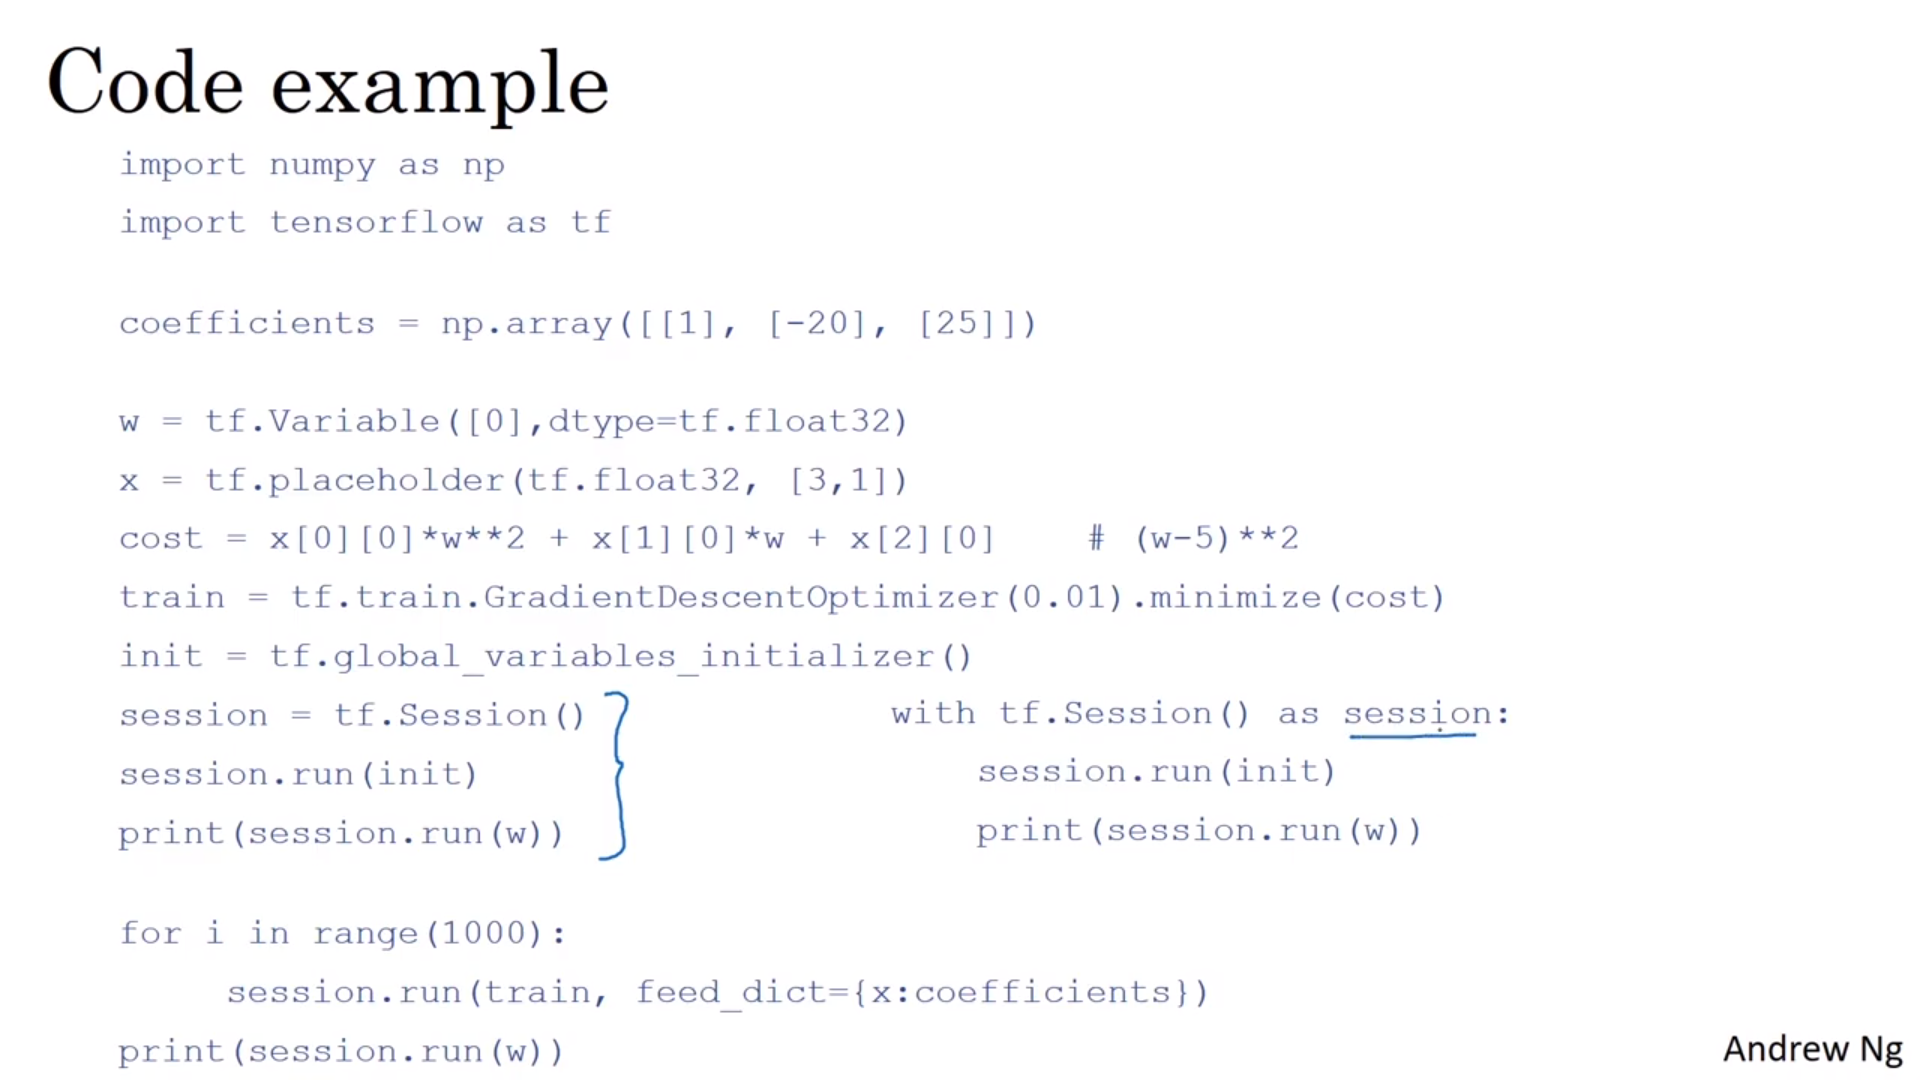 Code example
import numpy as np
import tensorflow as tf
coefficients = np.array([[1], [-20], [25]])
w = tf.Variable([0],dtype=tf.float32)
x = tf.placeholder(tf.float32, [3,1])
cost = x[0][0]*w**2 + x[1][0]*w + x[2][0]    # (w-5)**2
train = tf.train.GradientDescentOptimizer(0.01).minimize(cost)
init = tf.global_variables_initializer()
session = tf.Session()
session.run(init)
print(session.run(w))
with tf.Session() as session:
session.run(init)
print(session.run(w))
for i in range(1000):
session.run(train, feed_dict={x:coefficients})
print(session.run(w))
Andrew Ng